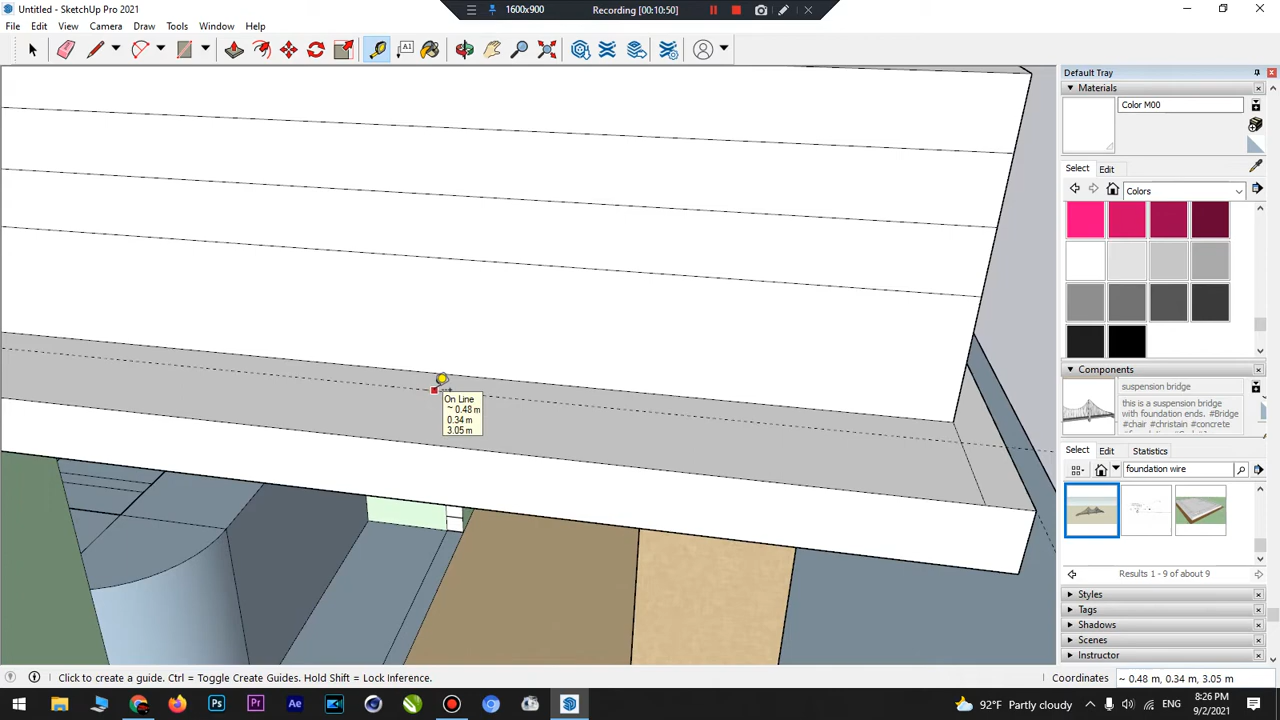 Untitled - SketchUp Pro 2021
1600x900
Recording [00:10:50]
File Edit View Camera Draw Tools Window Help
A1
Default Tray
Materials
Color M00
Select Edit
Colors
Components
suspension bridge
suspension bridge
with foundation ends. #Bridge
#chair #christain #concrete
Select Edit Statistics
foundation wire
Results 1 - 9 of about 9
Styles
Tags
Shadows
Scenes
Instructor
On Line
~ 0.48 m
0.34 m
3.05 m
Click to create a guide. Ctrl = Toggle Create Guides. Hold Shift = Lock Inference.
Coordinates ~ 0.48 m, 0.34 m, 3.05 m
Ps Pr Ae
92°F Partly cloudy
ENG
8:26 PM
9/2/2021